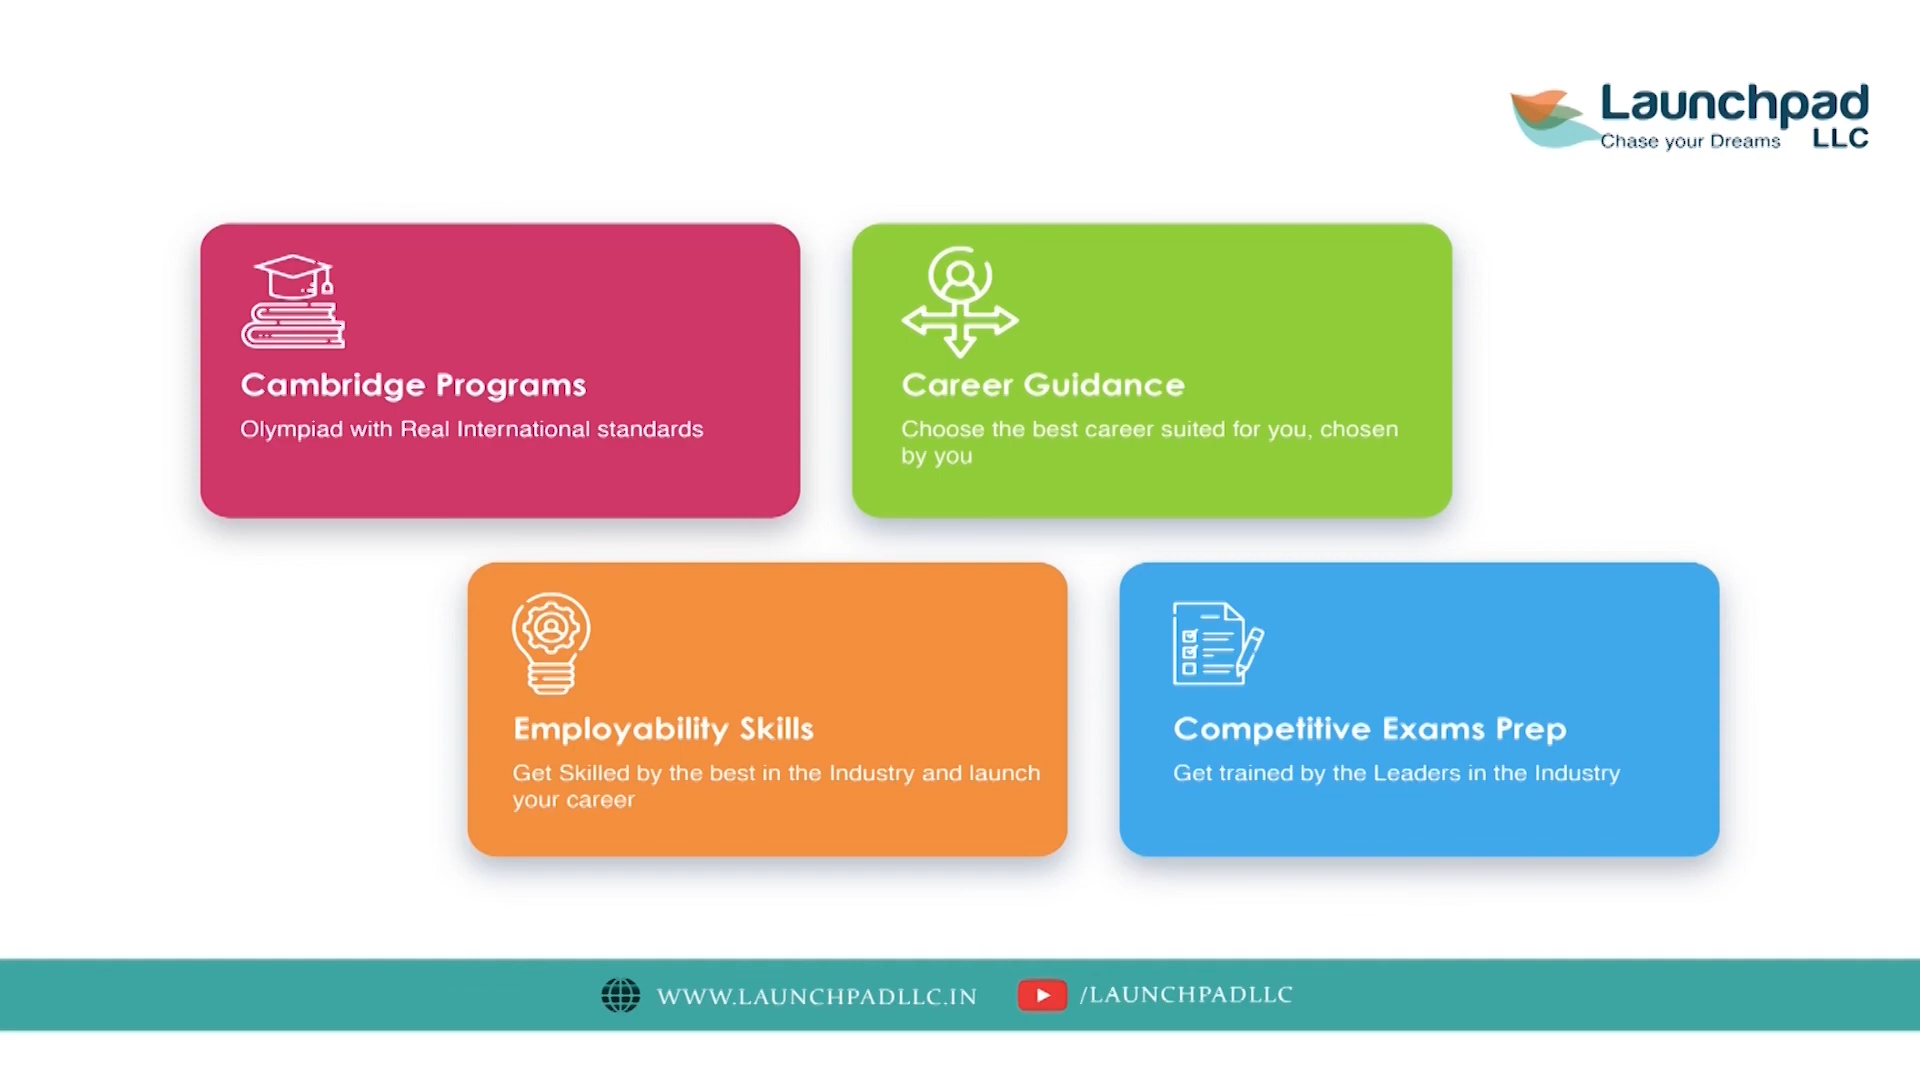 Launchpad
Chase your Dreams LLC
Cambridge Programs
Olympiad with Real International standards
Career Guidance
Choose the best career suited for you, chosen
by you
Employability Skills
Get Skilled by the best in the Industry and launch
your career
Competitive Exams Prep
Get trained by the Leaders in the Industry
WWW.LAUNCHPADLLC.IN
/LAUNCHPADLLC